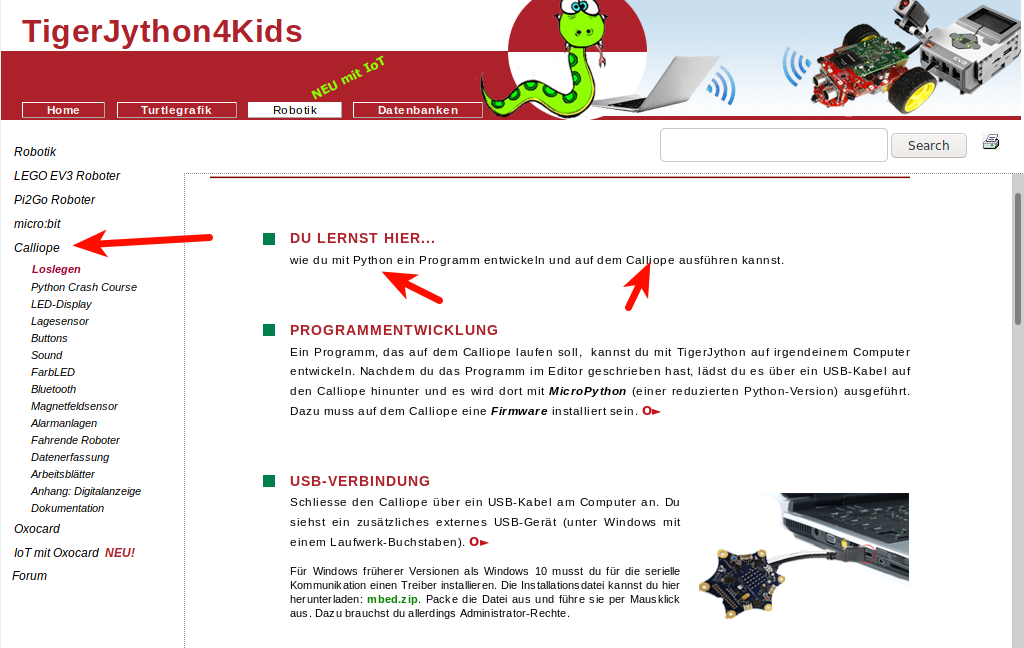 TigerJython4Kids
NEU mit IoT
Home
Turtlegrafik
Robotik
Datenbanken
EV3
Search
Robotik
LEGO EV3 Roboter
Pi2Go Roboter
micro:bit
Calliope
Loslegen
Python Crash Course
LED-Display
Lagesensor
Buttons
Sound
FarbLED
Bluetooth
Magnetfeldsensor
Alarmanlagen
Fahrende Roboter
Datenerfassung
Arbeitsblätter
Anhang: Digitalanzeige
Dokumentation
Oxocard
IoT mit Oxocard NEU!
Forum
DU LERNST HIER...
wie du mit Python ein Programm entwickeln und auf dem Calliope ausführen kannst.
PROGRAMMENTWICKLUNG
Ein Programm, das auf dem Calliope laufen soll, kannst du mit TigerJython auf irgendeinem Computer
entwickeln. Nachdem du das Programm im Editor geschrieben hast, lädst du es über ein USB-Kabel auf
den Calliope hinunter und es wird dort mit MicroPython (einer reduzierten Python-Version) ausgeführt.
Dazu muss auf dem Calliope eine Firmware installiert sein. O►
USB-VERBINDUNG
Schliesse den Calliope über ein USB-Kabel am Computer an. Du
siehst ein zusätzliches externes USB-Gerät (unter Windows mit
einem Laufwerk-Buchstaben). O►
Für Windows früherer Versionen als Windows 10 musst du für die serielle
Kommunikation einen Treiber installieren. Die Installationsdatei kannst du hier
herunterladen: mbed.zip. Packe die Datei aus und führe sie per Mausklick
aus. Dazu brauchst du allerdings Administrator-Rechte.